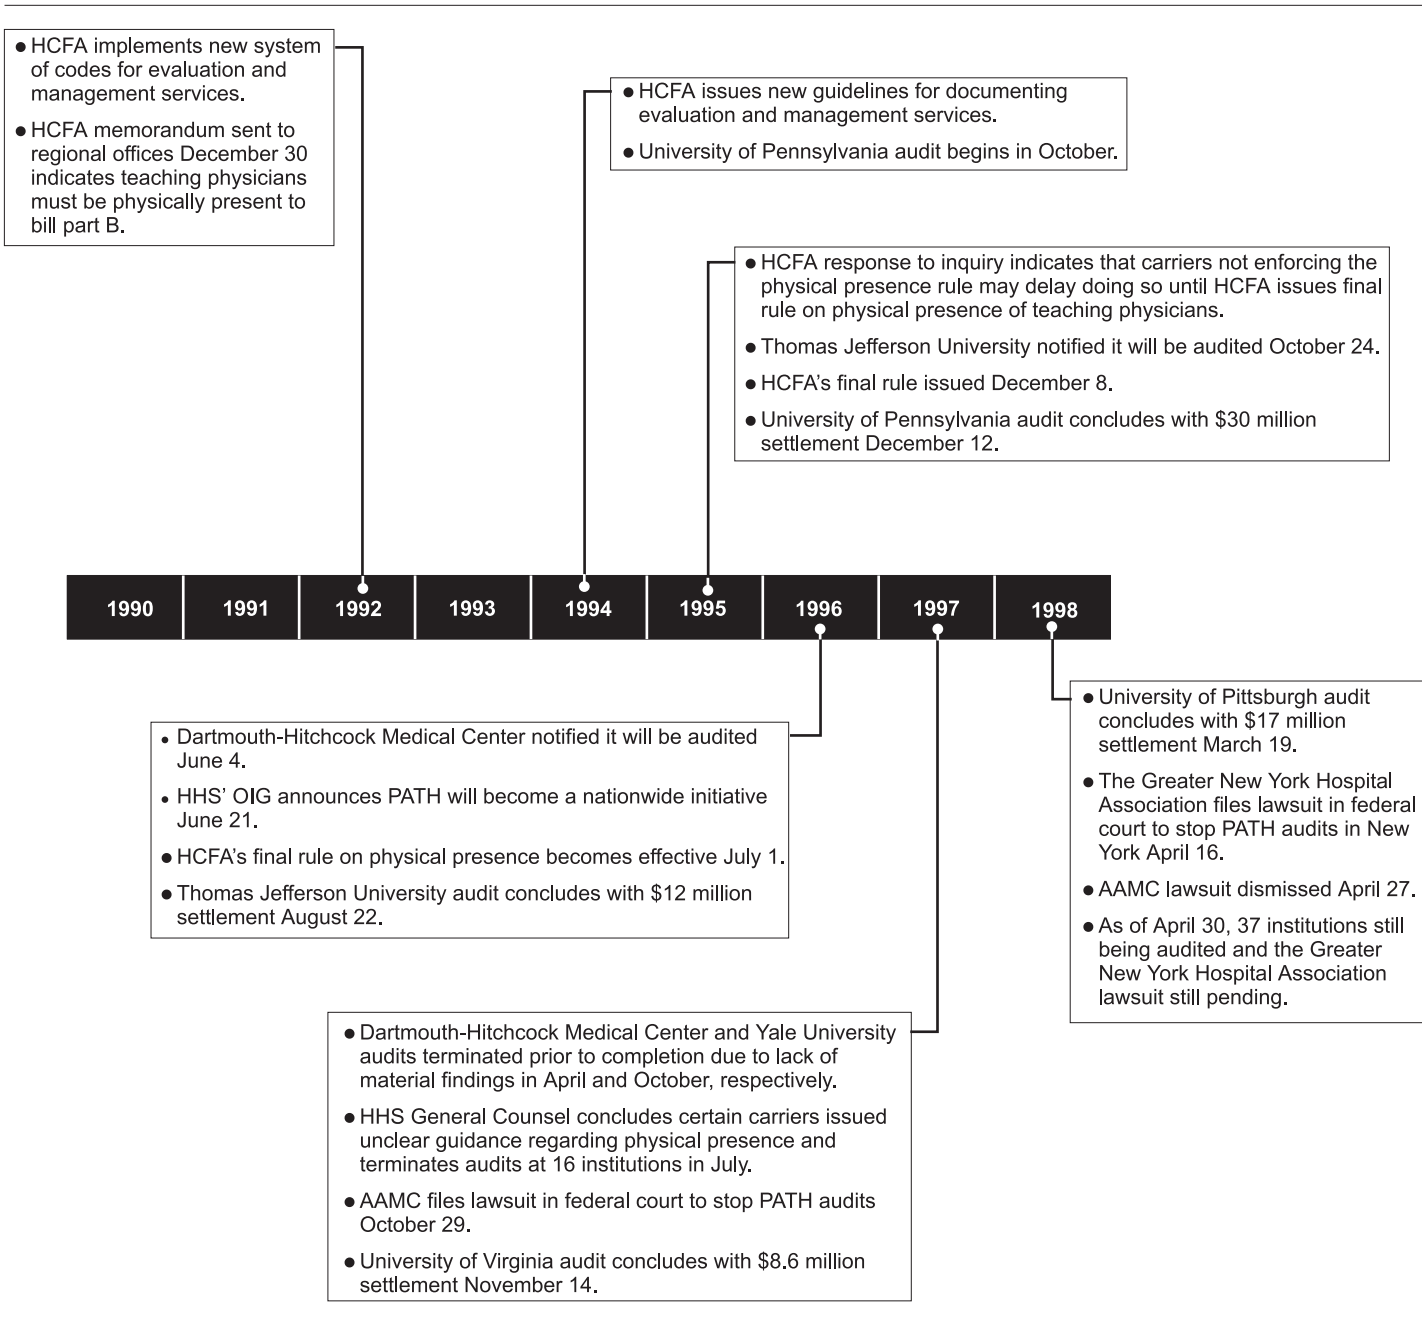 ● HCFA implements new system
of codes for evaluation and
management services.
● HCFA memorandum sent to
regional offices December 30
indicates teaching physicians
must be physically present to
bill part B.
● HCFA issues new guidelines for documenting
evaluation and management services.
● University of Pennsylvania audit begins in October.
● HCFA response to inquiry indicates that carriers not enforcing the
physical presence rule may delay doing so until HCFA issues final
rule on physical presence of teaching physicians.
● Thomas Jefferson University notified it will be audited October 24.
● HCFA's final rule issued December 8.
● University of Pennsylvania audit concludes with $30 million
settlement December 12.
1990 1991 1992 1993 1994 1995 1996 1997 1998
● Dartmouth-Hitchcock Medical Center notified it will be audited
June 4.
● HHS' OIG announces PATH will become a nationwide initiative
June 21.
● HCFA's final rule on physical presence becomes effective July 1.
● Thomas Jefferson University audit concludes with $12 million
settlement August 22.
● Dartmouth-Hitchcock Medical Center and Yale University
audits terminated prior to completion due to lack of
material findings in April and October, respectively.
● HHS General Counsel concludes certain carriers issued
unclear guidance regarding physical presence and
terminates audits at 16 institutions in July.
● AAMC files lawsuit in federal court to stop PATH audits
October 29.
● University of Virginia audit concludes with $8.6 million
settlement November 14.
● University of Pittsburgh audit
concludes with $17 million
settlement March 19.
● The Greater New York Hospital
Association files lawsuit in federal
court to stop PATH audits in New
York April 16.
● AAMC lawsuit dismissed April 27.
● As of April 30, 37 institutions still
being audited and the Greater
New York Hospital Association
lawsuit still pending.